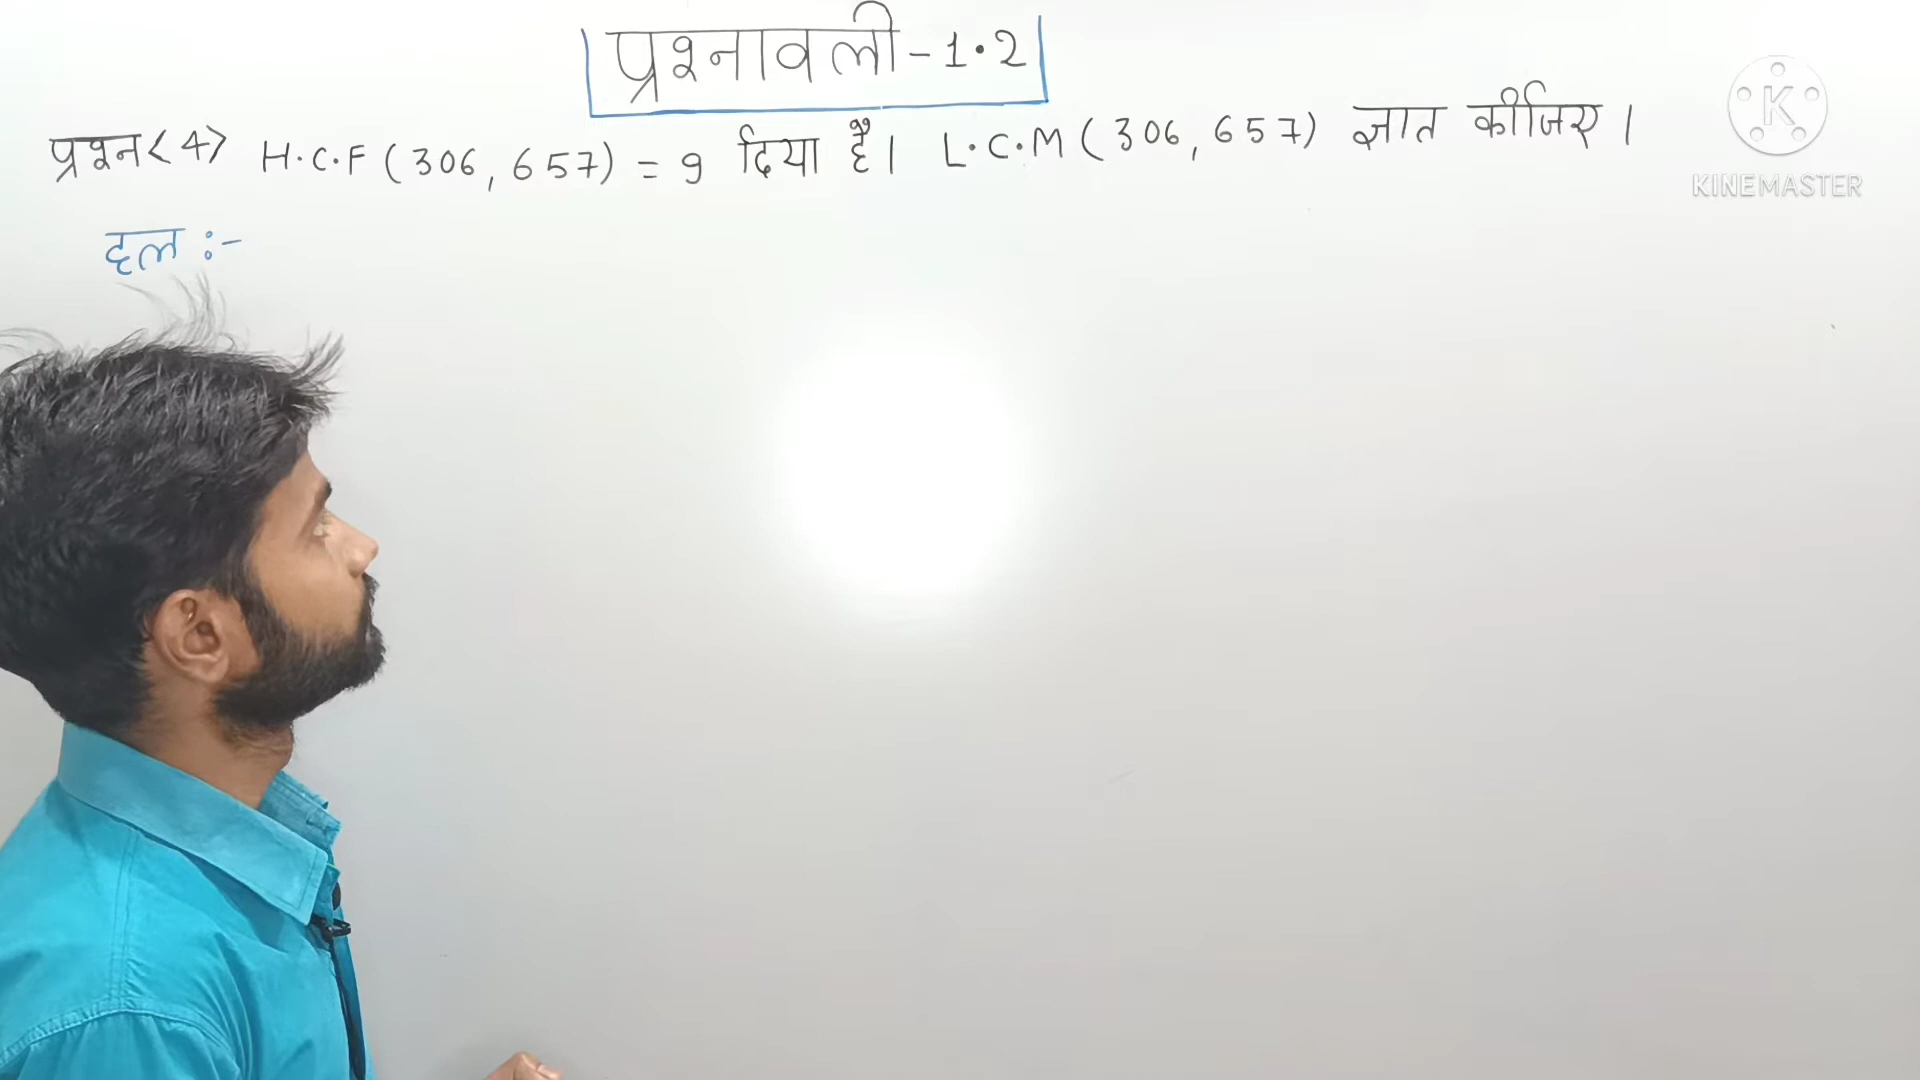 प्रश्नावली-1.2
प्रश्न<4> H.C.F (306, 657) = 9 दिया है। L.C.M (306, 657) ज्ञात कीजिए।
हल :-
K
KINEMASTER